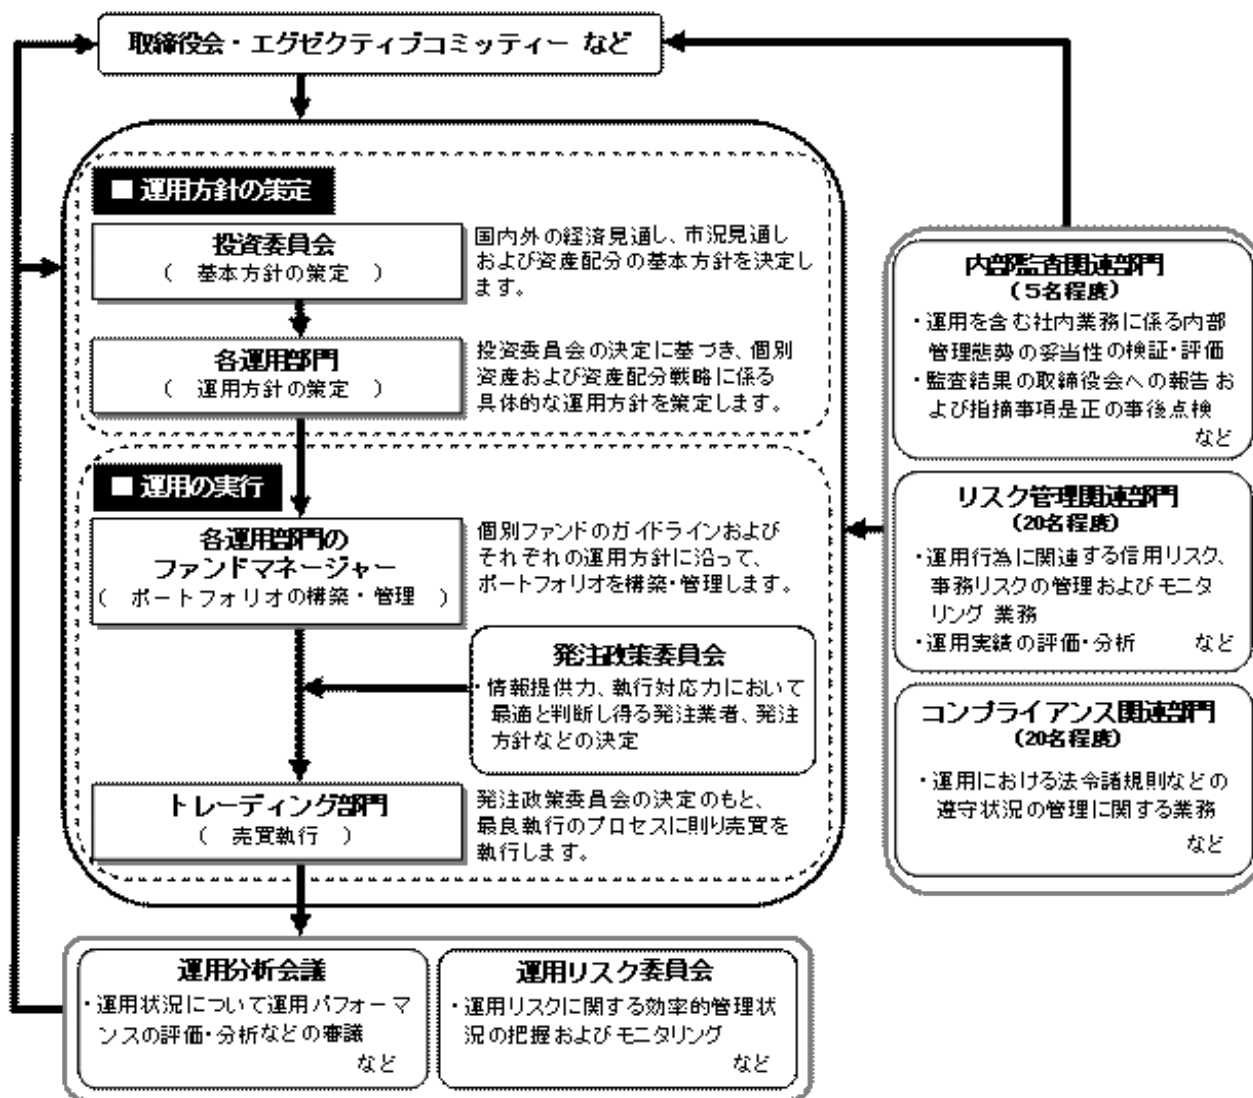 取締役会・エグゼクティブコミッティー など
■ 運用方針の策定
投資委員会
( 基本方針の策定 )
国内外の経済見通し、市況見通し
および資産配分の基本方針を決定し
ます。
各運用部門
( 運用方針の策定 )
投資委員会の決定に基づき、個別
資産および資産配分戦略に係る
具体的な運用方針を策定します。
■ 運用の実行
各運用部門の
ファンドマネージャー
( ポートフォリオの構築・管理 )
個別ファンドのガイドラインおよび
それぞれの運用方針に沿って、
ポートフォリオを構築・管理します。
発注政策委員会
・情報提供力、執行対応力において
最適と判断し得る発注業者、発注
方針などの決定
トレーディング部門
( 売買執行 )
発注政策委員会の決定のもと、
最良執行のプロセスに則り売買を
執行します。
運用分析会議
・運用状況について運用パフォーマ
ンスの評価・分析などの審議
など
運用リスク委員会
・運用リスクに関する効率的管理状
況の把握およびモニタリング
など
内部監査関連部門
(5名程度)
・運用を含む社内業務に係る内部
管理態勢の妥当性の検証・評価
・監査結果の取締役会への報告 お
よび指摘事項是正の事後点検
など
リスク管理関連部門
(20名程度)
・運用行為に関連する信用リスク、
事務リスクの管理および モニタ
リング 業務
・運用実績の評価・分析 など
コンプライアンス関連部門
(20名程度)
・運用における法令諸規則などの
遵守状況の管理に関する業務
など